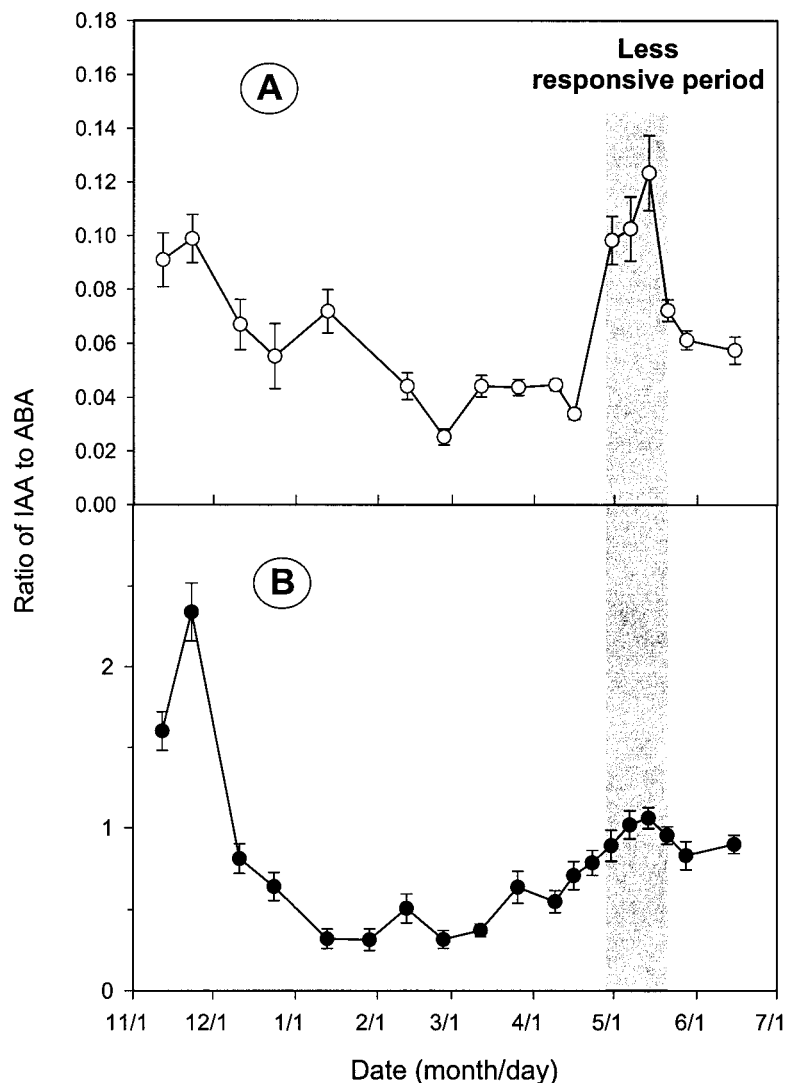 0.18
0.16
0.14
0.12
0.10
0.08
0.06
0.04
0.02
0.00
A
Less
responsive period
Ratio of IAA to ABA
B
2
1
0
11/1 12/1 1/1 2/1 3/1 4/1 5/1 6/1 7/1
Date (month/day)